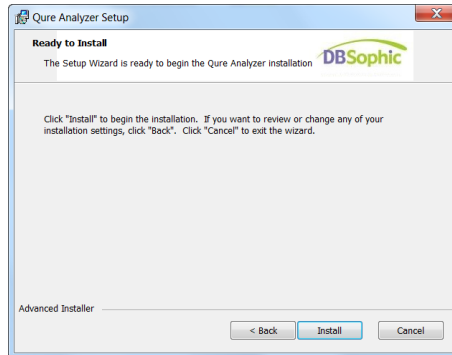 Qure Analyzer Setup
Ready to Install
The Setup Wizard is ready to begin the Qure Analyzer installation
DBSophic
Click "Install" to begin the installation.  If you want to review or change any of your
installation settings, click "Back".  Click "Cancel" to exit the wizard.
Advanced Installer
< Back
Install
Cancel